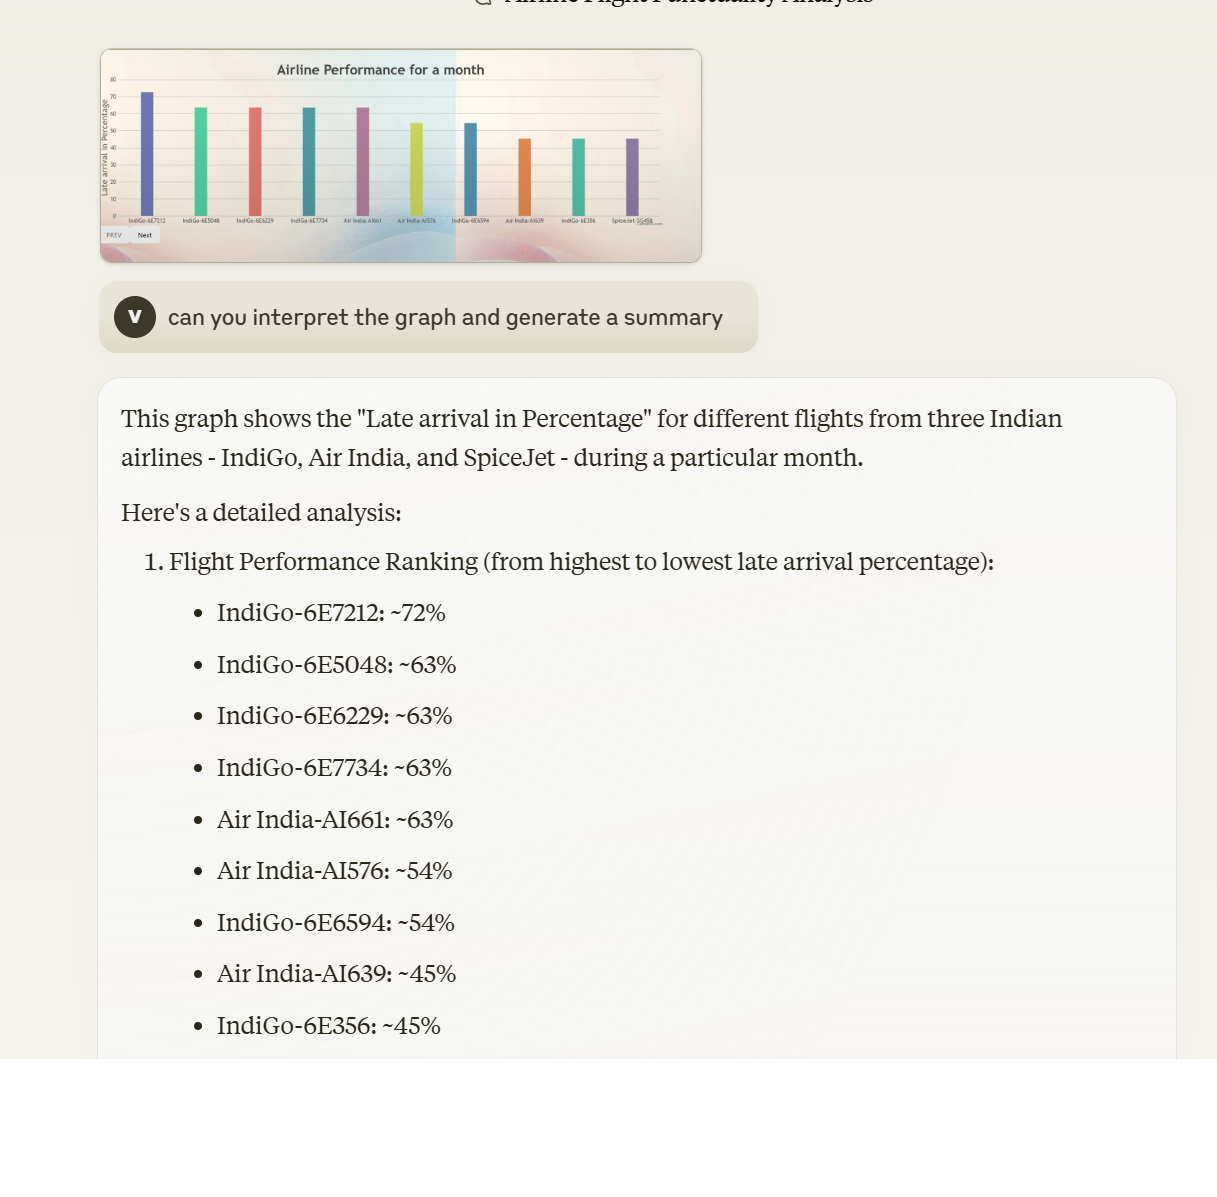 Airline Flight Punctuality Analysis
Airline Performance for a month
Late arrival in Percentage
80
70
60
50
40
30
20
10
0
IndiGo-6E7212 IndiGo-6E5048 IndiGo-6E6229 IndiGo-6E7734 Air India-AI661 Air India-AI576 IndiGo-6E6594 Air India-AI639 IndiGo-6E356 SpiceJet-SG458
PREV Next
V can you interpret the graph and generate a summary
This graph shows the "Late arrival in Percentage" for different flights from three Indian
airlines - IndiGo, Air India, and SpiceJet - during a particular month.
Here's a detailed analysis:
1. Flight Performance Ranking (from highest to lowest late arrival percentage):
• IndiGo-6E7212: ~72%
• IndiGo-6E5048: ~63%
• IndiGo-6E6229: ~63%
• IndiGo-6E7734: ~63%
• Air India-AI661: ~63%
• Air India-AI576: ~54%
• IndiGo-6E6594: ~54%
• Air India-AI639: ~45%
• IndiGo-6E356: ~45%